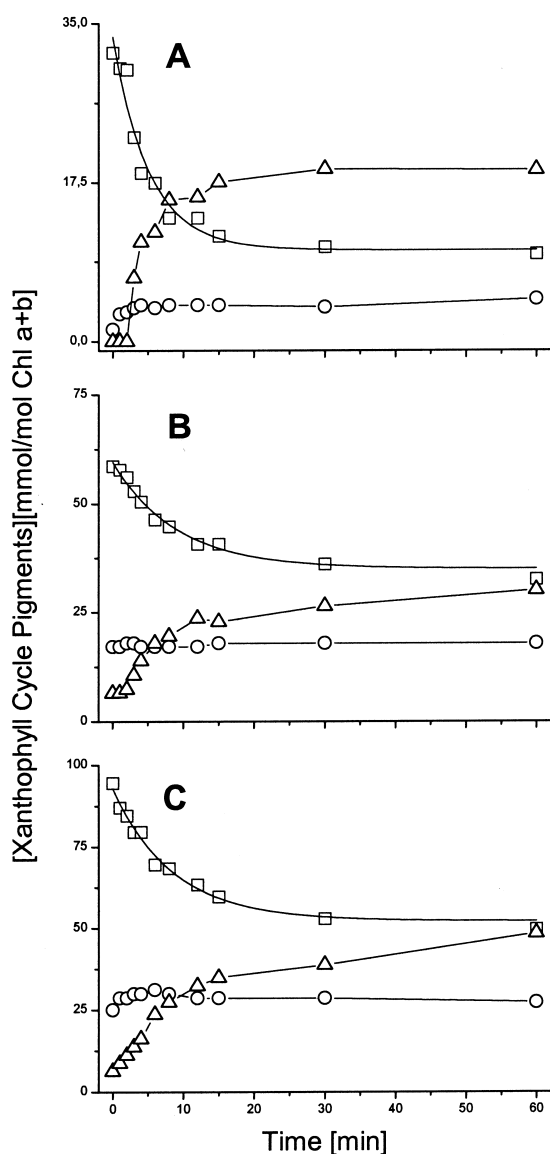 [Xanthophyll Cycle Pigments][mmol/mol Chl a+b]
35,0
A
17,5
0,0
75
B
50
25
0
100
C
75
50
25
0
0 10 20 30 40 50 60
Time [min]